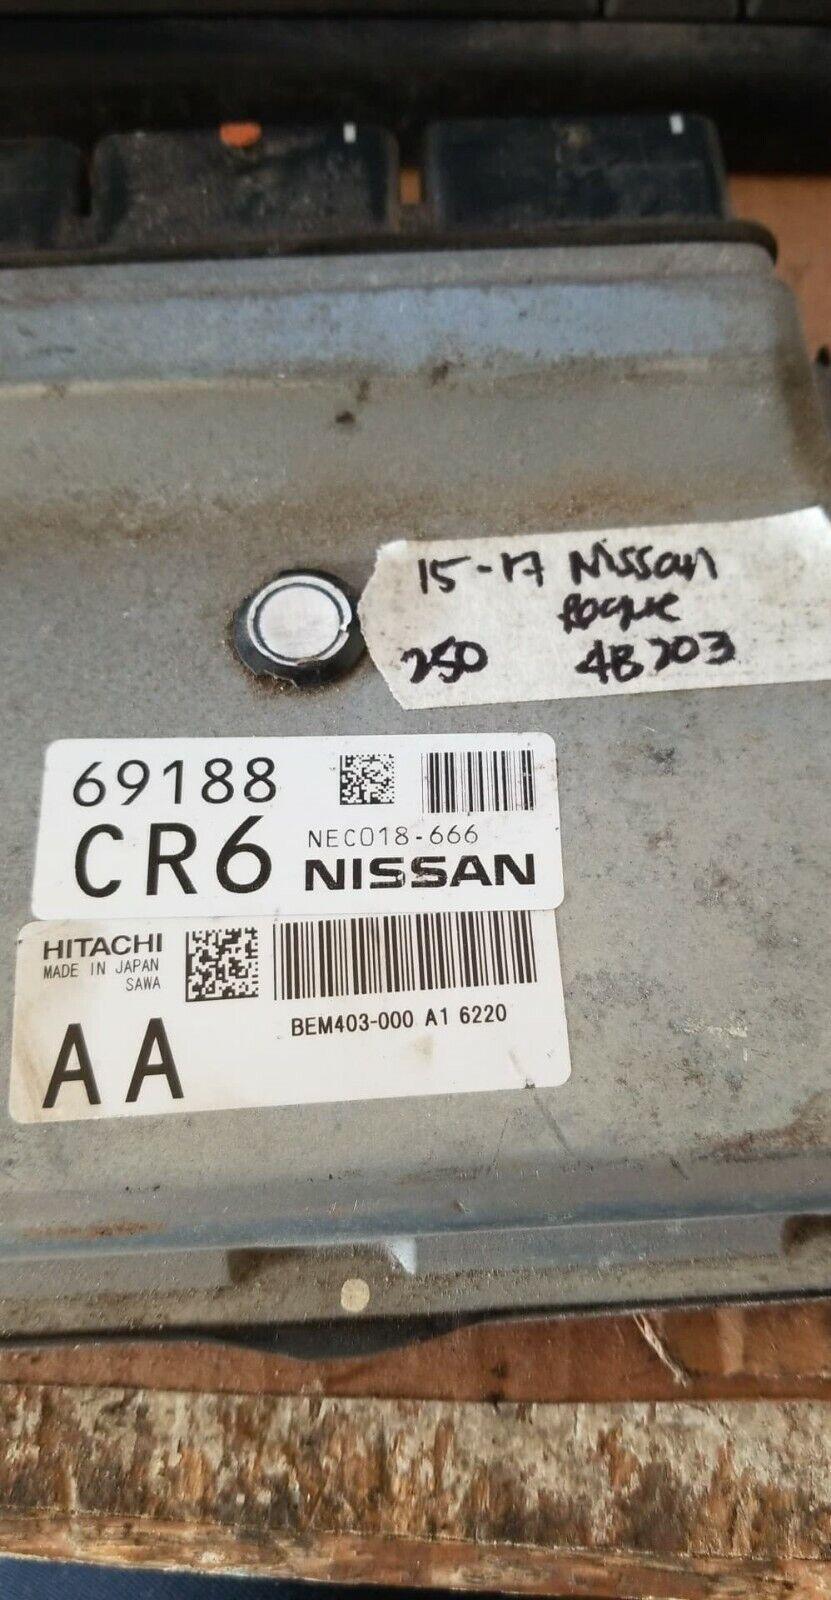 15-17 Nissan
Rogue
250 4B203
69188
CR6
NEC018-666
NISSAN
HITACHI
MADE IN JAPAN
SAWA
AA
BEM403-000 A1 6220